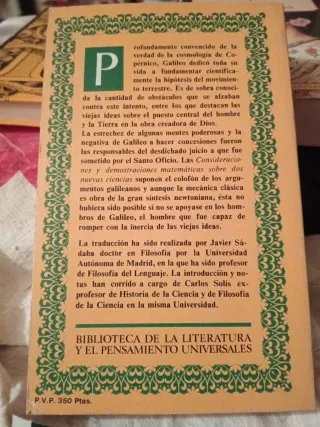 Profundamente convencido de la
verdad de la cosmología de Co-
pérnico, Galileo dedicó toda su
vida a fundamentar científica-
mente la hipótesis del movimien-
to terrestre. Es de sobra conoci-
da la cantidad de obstáculos que se alzaban
contra este intento, entre los que destacan las
viejas ideas sobre el puesto central del hombre
y la Tierra en la obra creadora de Dios.
La estrechez de algunas mentes poderosas y la
negativa de Galileo a hacer concesiones fueron
las responsables del desdichado juicio a que fue
sometido por el Santo Oficio. Las Consideracio-
nes y demostraciones matemáticas sobre dos
nuevas ciencias suponen el colofón de los argu-
mentos galileanos y aunque la mecánica clásica
es obra de la gran síntesis newtoniana, ésta no
hubiera sido posible si no se apoyase en los hom-
bros de Galileo, el hombre que fue capaz de
romper con la inercia de las viejas ideas.
La traducción ha sido realizada por Javier Sá-
daba doctor en Filosofía por la Universidad
Autónoma de Madrid, en la que ha sido profesor
de Filosofía del Lenguaje. La introducción y no-
tas han corrido a cargo de Carlos Solís ex-
profesor de Historia de la Ciencia y de Filosofía
de la Ciencia en la misma Universidad.
BIBLIOTECA DE LA LITERATURA
Y EL PENSAMIENTO UNIVERSALES
P.V.P. 350 Ptas.